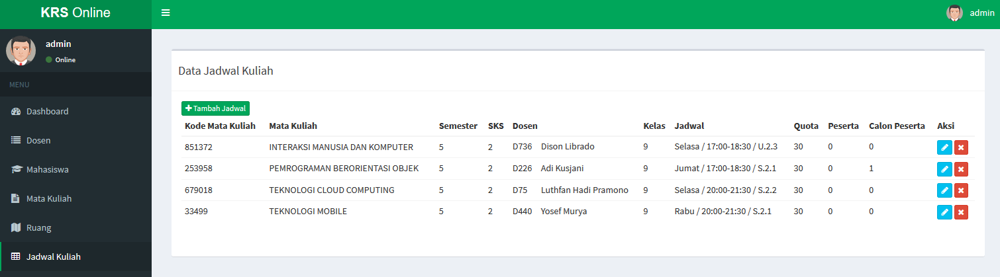 KRS Online
admin
admin
Online
MENU
Dashboard
Dosen
Mahasiswa
Mata Kuliah
Ruang
Jadwal Kuliah
Data Jadwal Kuliah
Tambah Jadwal
Kode Mata Kuliah Mata Kuliah Semester SKS Dosen Kelas Jadwal Quota Peserta Calon Peserta Aksi
851372 INTERAKSI MANUSIA DAN KOMPUTER 5 2 D736 Dison Librado 9 Selasa / 17:00-18:30 / U.2.3 30 0 0
253958 PEMROGRAMAN BERORIENTASI OBJEK 5 2 D226 Adi Kusjani 9 Jumat / 17:00-18:30 / S.2.1 30 0 1
679018 TEKNOLOGI CLOUD COMPUTING 5 2 D75 Luthfan Hadi Pramono 9 Selasa / 20:00-21:30 / S.2.2 30 0 0
33499 TEKNOLOGI MOBILE 5 2 D440 Yosef Murya 9 Rabu / 20:00-21:30 / S.2.1 30 0 0